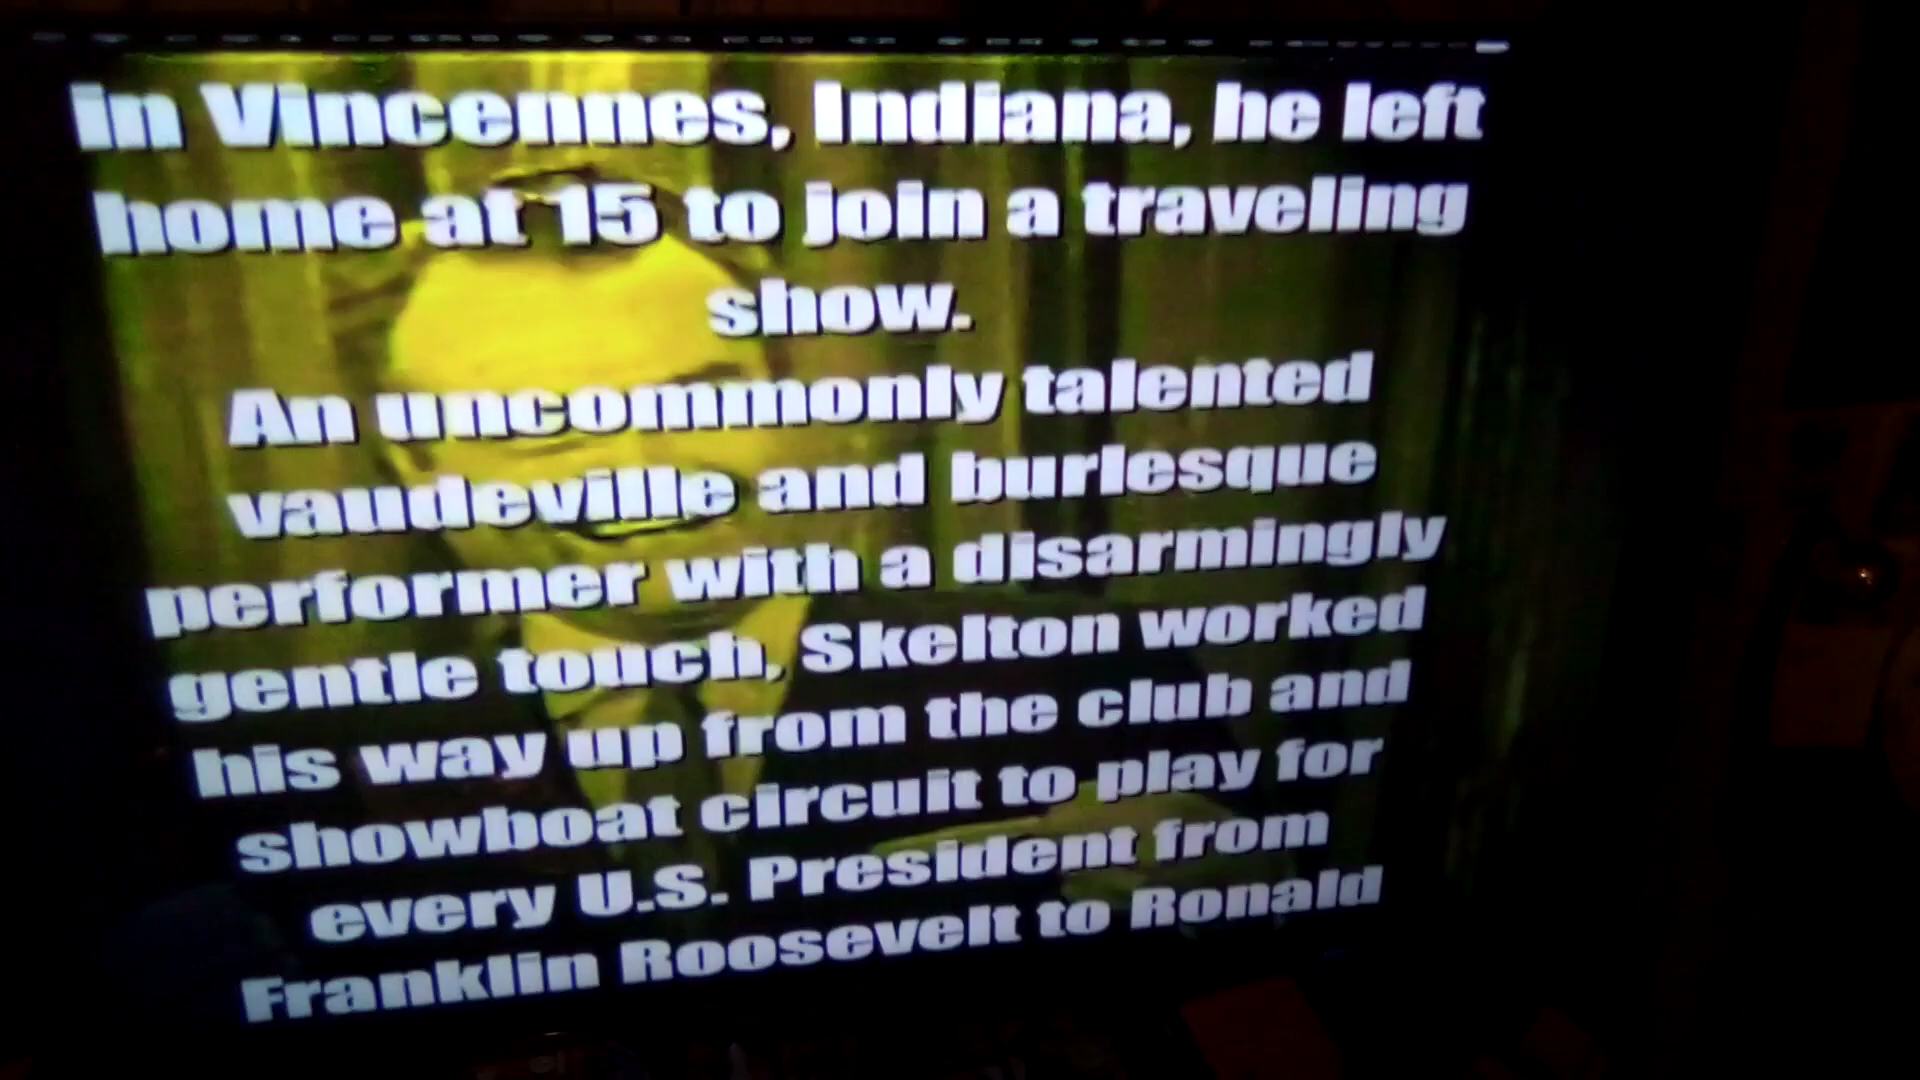 in Vincennes, Indiana, he left
home at 15 to join a traveling
show.
An uncommonly talented
vaudeville and burlesque
performer with a disarmingly
gentle touch, Skelton worked
his way up from the club and
showboat circuit to play for
every U.S. President from
Franklin Roosevelt to Ronald